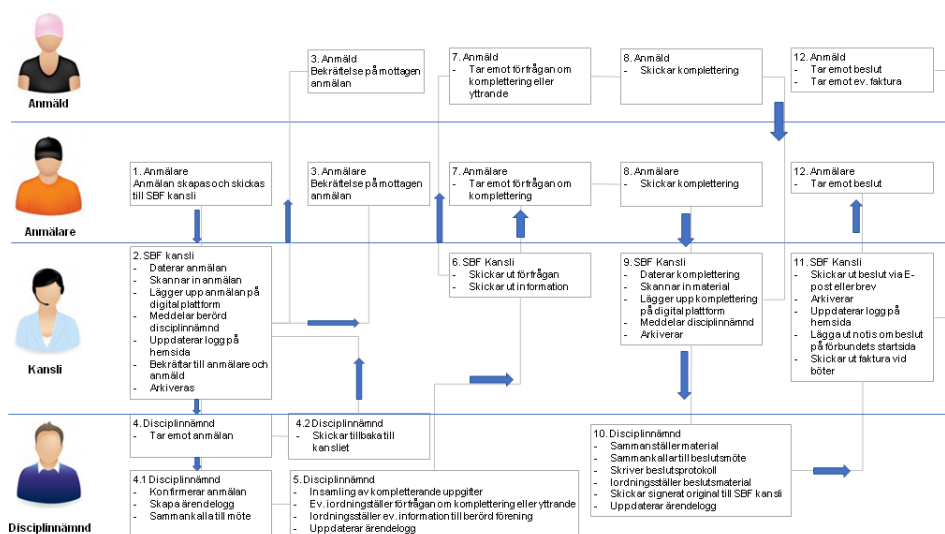 3. Anmäld
Bekräftelse på mottagen
anmälan
7. Anmäld
- Tar emot förfrågan om
komplettering eller
yttrande
8. Anmäld
- Skickar komplettering
12. Anmäld
- Tar emot beslut
- Tar emot ev. faktura
Anmäld
1. Anmälare
Anmälan skapas och skickas
till SBF kansli
3. Anmälare
Bekräftelse på mottagen
anmälan
7. Anmälare
- Tar emot förfrågan om
komplettering
8. Anmälare
- Skickar komplettering
12. Anmälare
- Tar emot beslut
Anmälare
2. SBF kansli
- Daterar anmälan
- Skannar in anmälan
- Lägger upp anmälan på
digital plattform
- Meddelar berörd
disciplinnämnd
- Uppdaterar logg på
hemsida
- Bekräftar till anmälare och
anmäld
- Arkiveras
6. SBF Kansli
- Skickar ut förfrågan
- Skickar ut information
9. SBF Kansli
- Daterar komplettering
- Skannar in material
- Lägger upp komplettering
på digital plattform
- Meddelar disciplinnämnd
- Arkiverar
11. SBF Kansli
- Skickar ut beslut via E-
post eller brev
- Arkiverar
- Uppdaterar logg på
hemsida
- Lägga ut notis om beslut
på förbundets startsida
- Skickar ut faktura vid
böter
Kansli
4. Disciplinnämnd
- Tar emot anmälan
4.2 Disciplinnämnd
- Skickar tillbaka till
kansliet
4.1 Disciplinnämnd
- Konfirmerar anmälan
- Skapa ärendelogg
- Sammankalla till möte
5. Disciplinnämnd
- Insamling av kompletterande uppgifter
- Ev. iordningställer förfrågan om komplettering eller yttrande
- Iordningställer ev. information till berörd förening
- Uppdaterar ärendelogg
10. Disciplinnämnd
- Sammanställer material
- Sammankallar till beslutsmöte
- Skriver beslutsprotokoll
- Iordningsställer beslutsmaterial
- Skickar signerat original till SBF kansli
- Uppdaterar ärendelogg
Disciplinnämnd